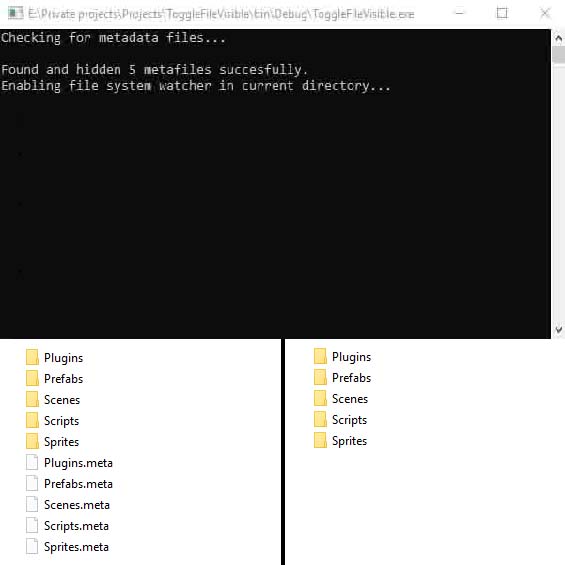 E:\Private projects\Projects\ToggleFileVisible\bin\Debug\ToggleFileVisible.exe
Checking for metadata files...
Found and hidden 5 metafiles succesfully.
Enabling file system watcher in current directory...
Plugins
Prefabs
Scenes
Scripts
Sprites
Plugins.meta
Prefabs.meta
Scenes.meta
Scripts.meta
Sprites.meta
Plugins
Prefabs
Scenes
Scripts
Sprites